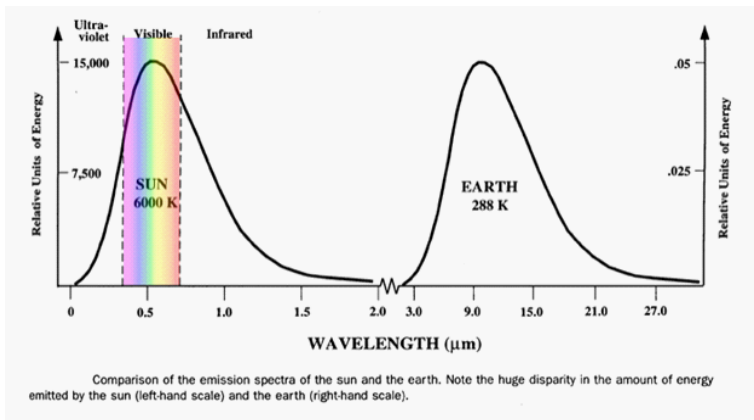 Ultra-
violet
Visible
Infrared
15,000
7,500
Relative Units of Energy
SUN
6000 K
EARTH
288 K
.05
.025
Relative Units of Energy
0
0.5
1.0
1.5
2.0
3.0
9.0
15.0
21.0
27.0
WAVELENGTH (μm)
Comparison of the emission spectra of the sun and the earth. Note the huge disparity in the amount of energy
emitted by the sun (left-hand scale) and the earth (right-hand scale).